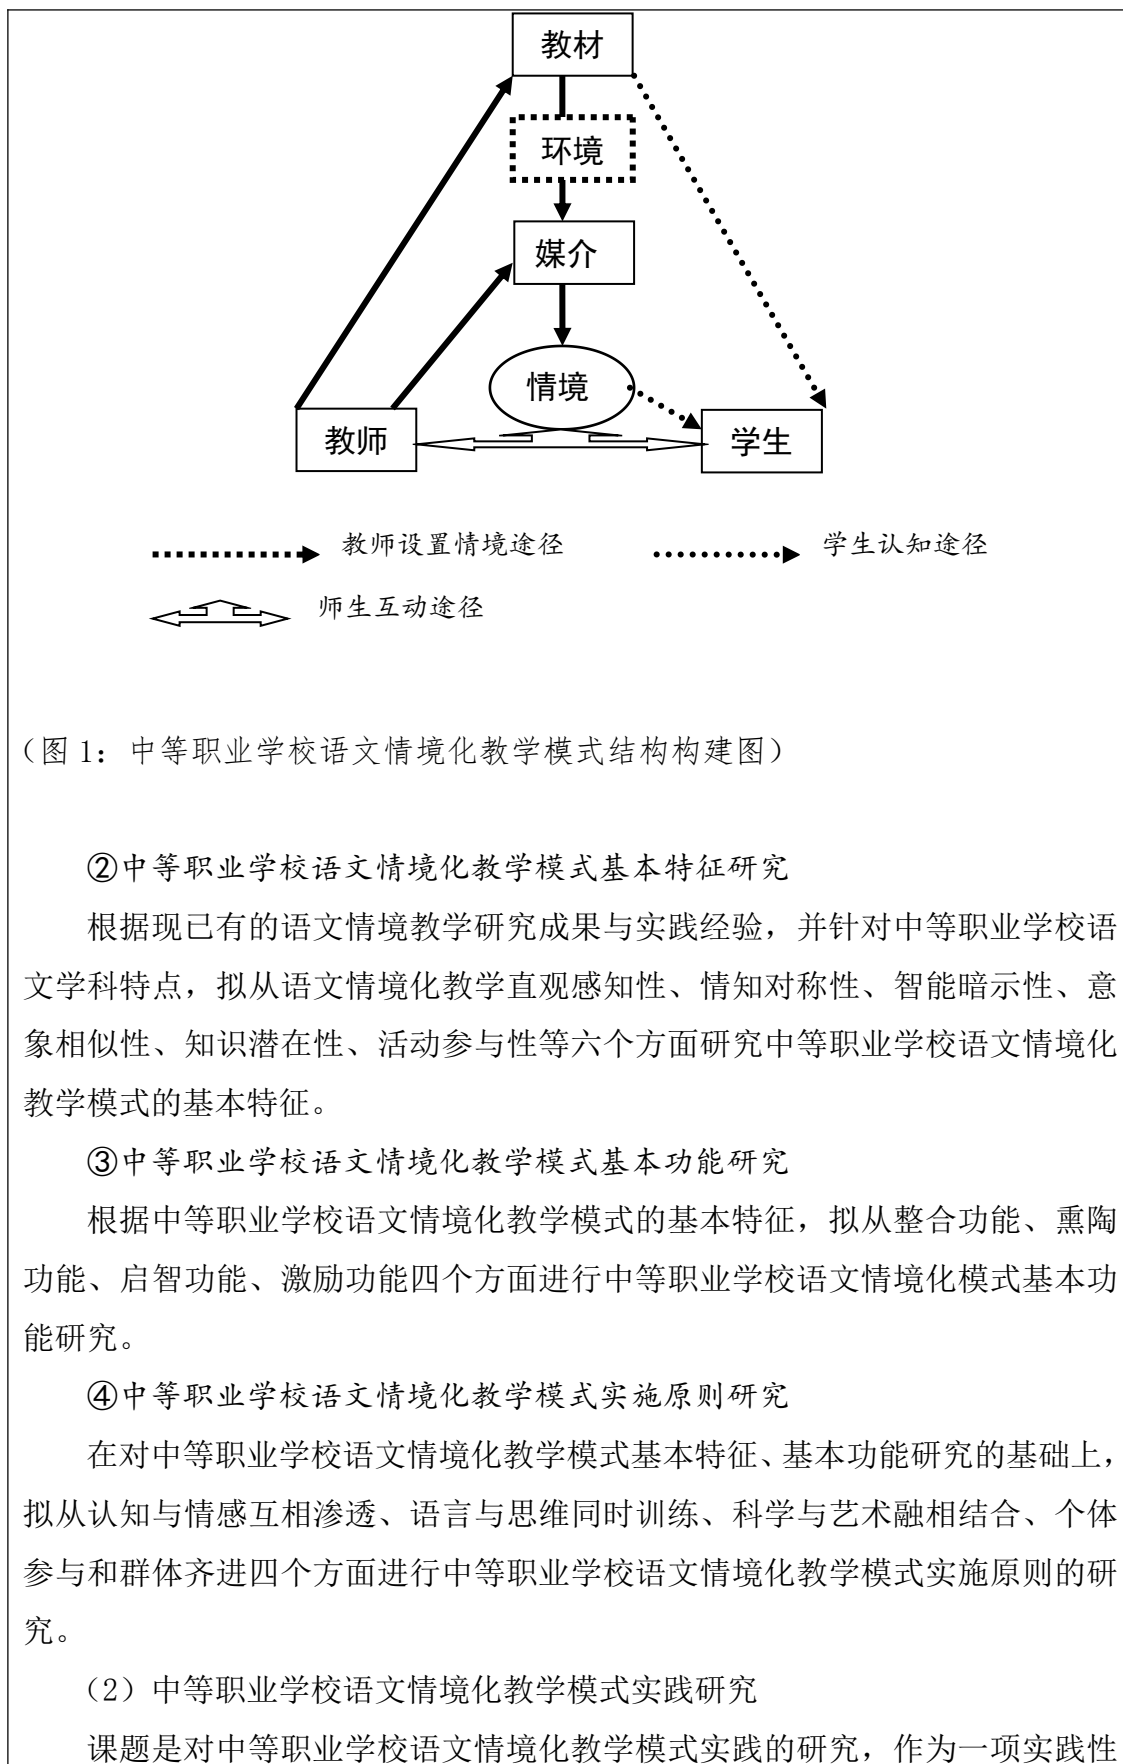 教材
环境
媒介
情境
教师
学生
教师设置情境途径
学生认知途径
师生互动途径
（图 1：中等职业学校语文情境化教学模式结构构建图）
②中等职业学校语文情境化教学模式基本特征研究
根据现已有的语文情境教学研究成果与实践经验，并针对中等职业学校语
文学科特点，拟从语文情境化教学直观感知性、情知对称性、智能暗示性、意
象相似性、知识潜在性、活动参与性等六个方面研究中等职业学校语文情境化
教学模式的基本特征。
③中等职业学校语文情境化教学模式基本功能研究
根据中等职业学校语文情境化教学模式的基本特征，拟从整合功能、熏陶
功能、启智功能、激励功能四个方面进行中等职业学校语文情境化模式基本功
能研究。
④中等职业学校语文情境化教学模式实施原则研究
在对中等职业学校语文情境化教学模式基本特征、基本功能研究的基础上，
拟从认知与情感互相渗透、语言与思维同时训练、科学与艺术融相结合、个体
参与和群体齐进四个方面进行中等职业学校语文情境化教学模式实施原则的研
究。
（2）中等职业学校语文情境化教学模式实践研究
课题是对中等职业学校语文情境化教学模式实践的研究，作为一项实践性